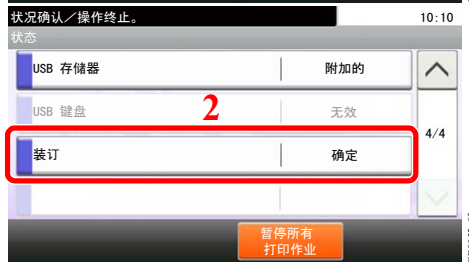 状况确认／操作终止。 10:10
状态
USB 存储器 附加的
USB 键盘 无效
2
4/4
装订 确定
暂停所有
打印作业